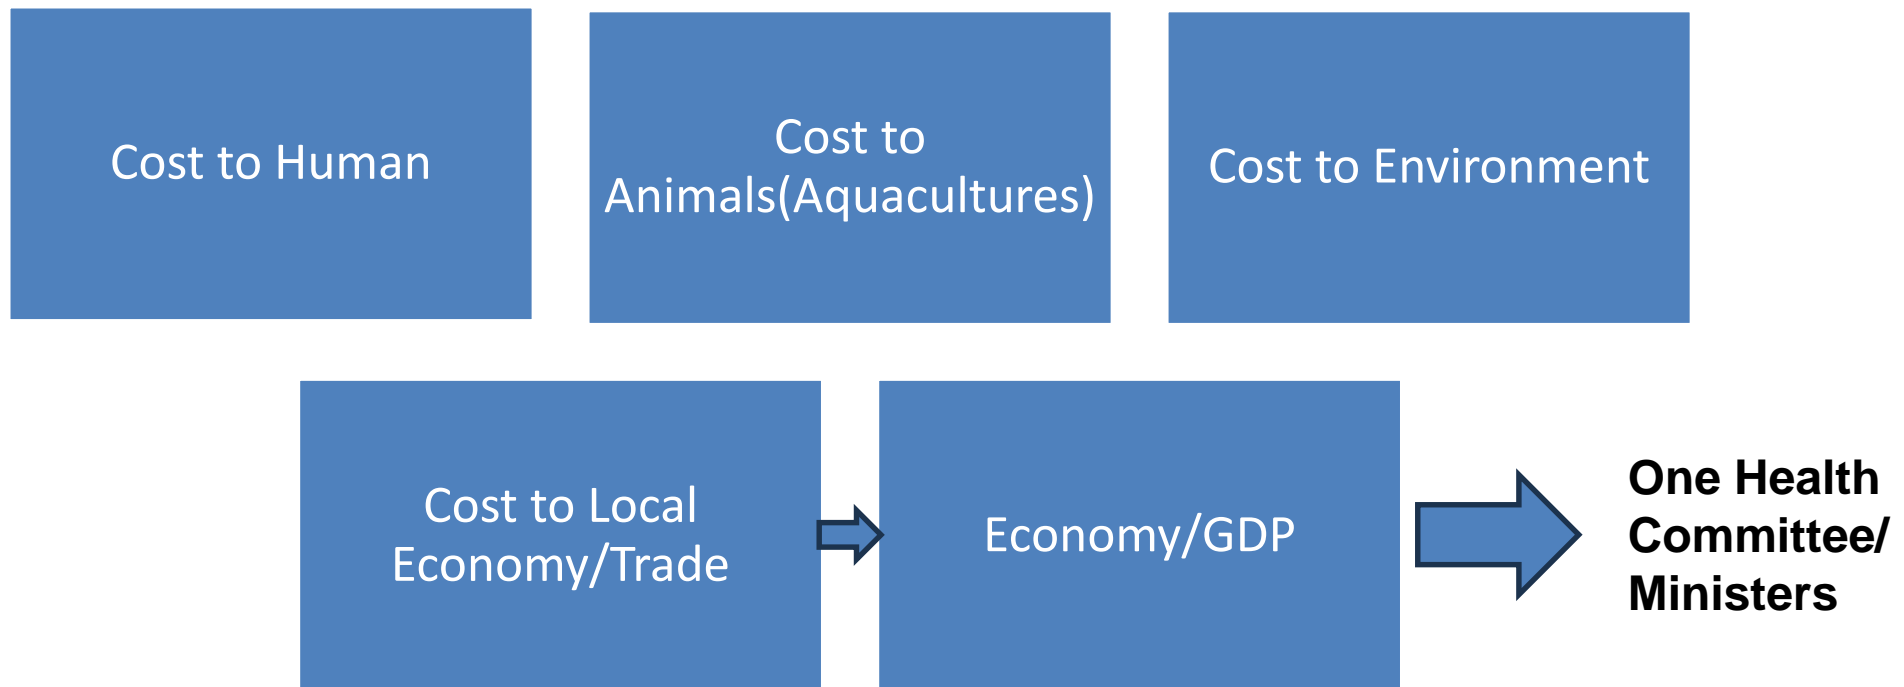 Cost to Human
Cost to
Animals(Aquacultures)
Cost to Environment
Cost to Local
Economy/Trade
Economy/GDP
One Health
Committee/
Ministers